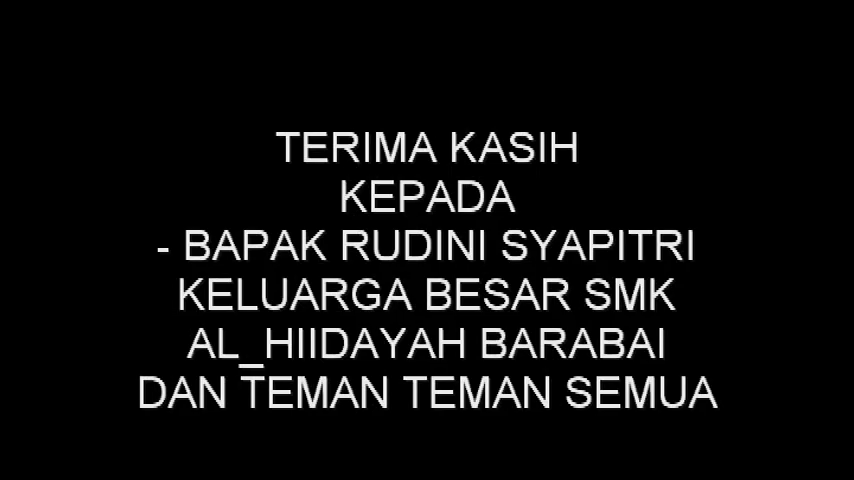 TERIMA KASIH
KEPADA
- BAPAK RUDINI SYAPITRI
KELUARGA BESAR SMK
AL_HIIDAYAH BARABAI
DAN TEMAN TEMAN SEMUA